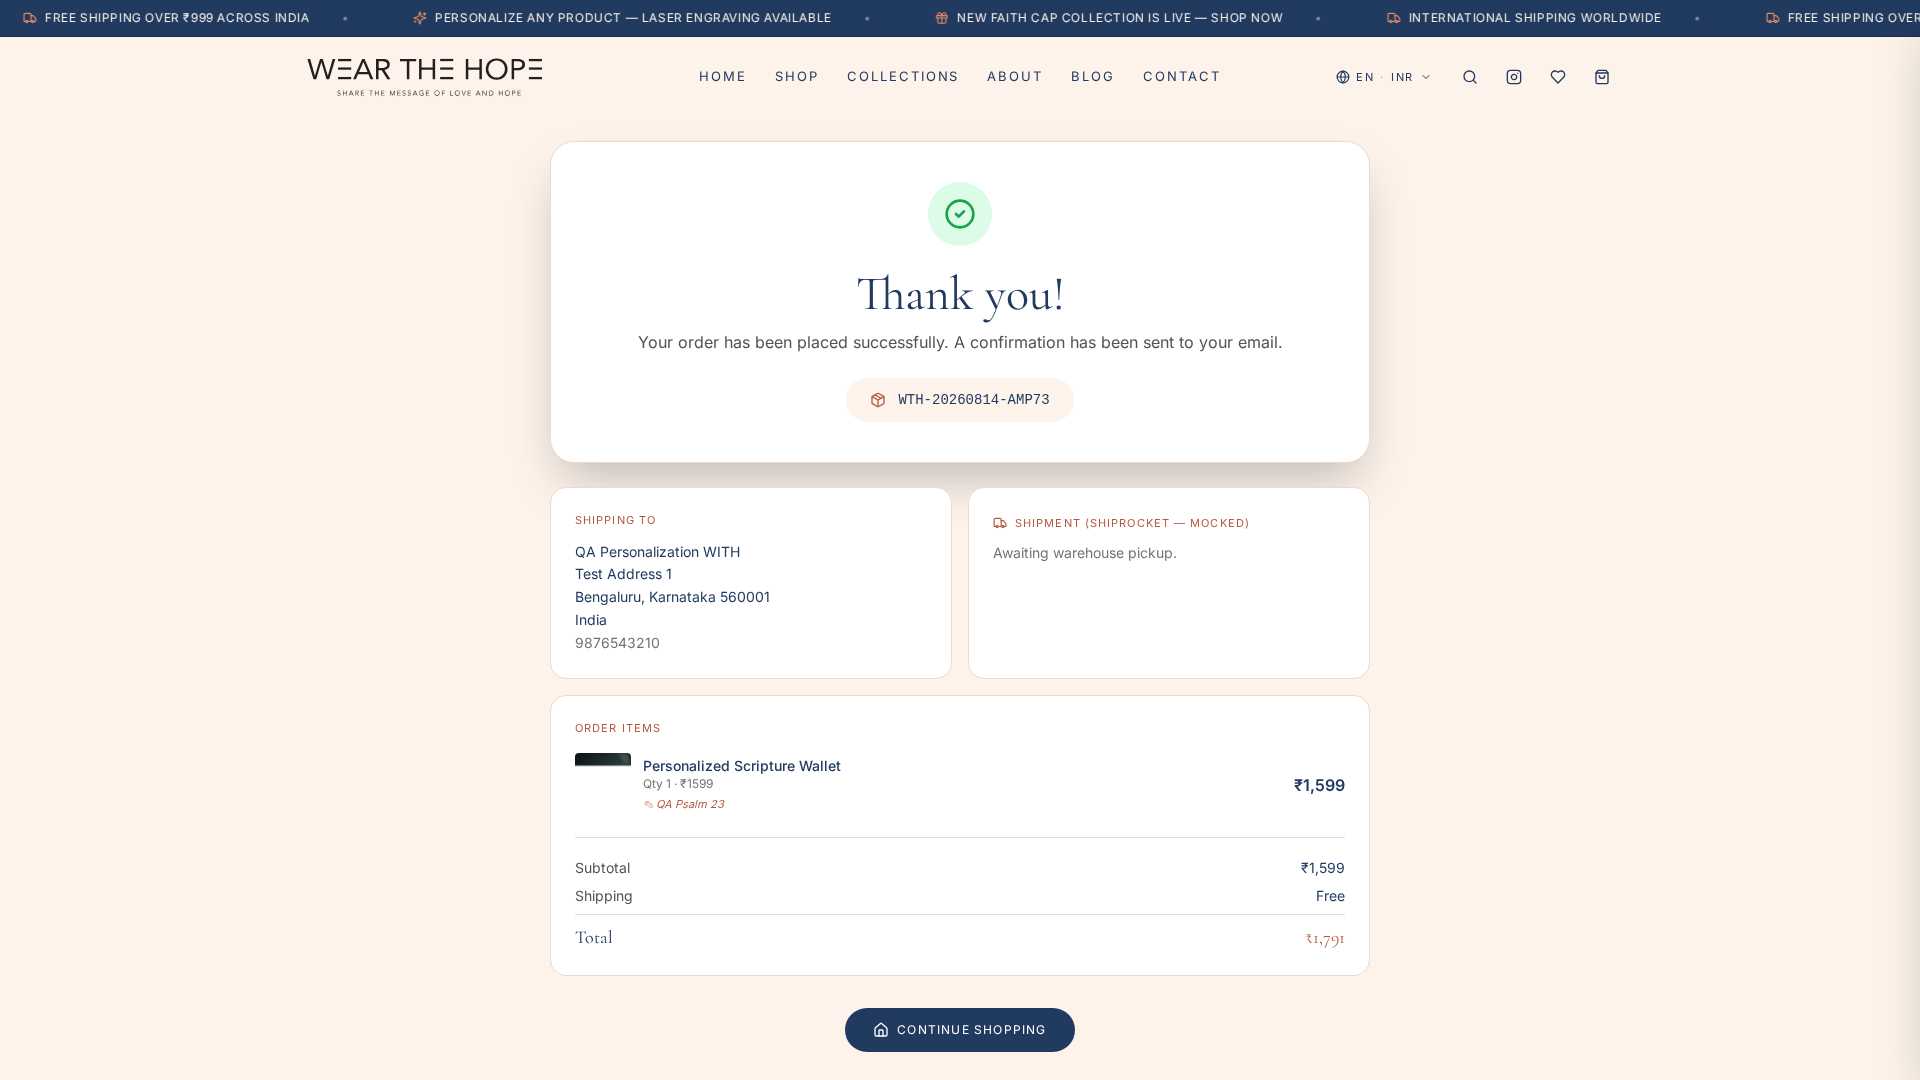 FREE SHIPPING OVER ₹999 ACROSS INDIA • PERSONALIZE ANY PRODUCT — LASER ENGRAVING AVAILABLE • NEW FAITH CAP COLLECTION IS LIVE — SHOP NOW • INTERNATIONAL SHIPPING WORLDWIDE • FREE SHIPPING OVER
WEAR THE HOPE
SHARE THE MESSAGE OF LOVE AND HOPE
HOME SHOP COLLECTIONS ABOUT BLOG CONTACT
EN · INR
Thank you!
Your order has been placed successfully. A confirmation has been sent to your email.
WTH-20260814-AMP73
SHIPPING TO
QA Personalization WITH
Test Address 1
Bengaluru, Karnataka 560001
India
9876543210
SHIPMENT (SHIPROCKET — MOCKED)
Awaiting warehouse pickup.
ORDER ITEMS
Personalized Scripture Wallet
Qty 1 · ₹1599
QA Psalm 23
₹1,599
Subtotal ₹1,599
Shipping Free
Total ₹1,791
CONTINUE SHOPPING